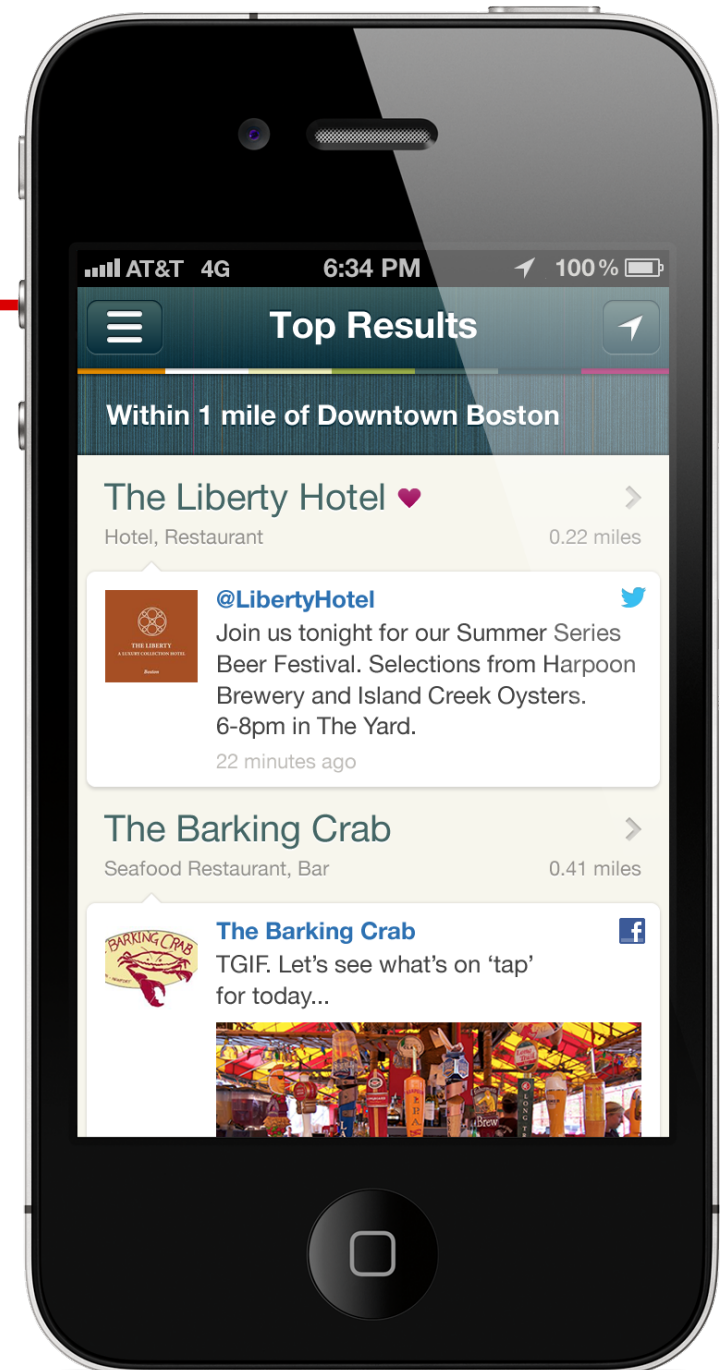 AT&T 4G 6:34 PM 100%
Top Results
Within 1 mile of Downtown Boston
The Liberty Hotel
Hotel, Restaurant 0.22 miles
@LibertyHotel
THE LIBERTY
A LUXURY COLLECTION HOTEL
Boston
Join us tonight for our Summer Series
Beer Festival. Selections from Harpoon
Brewery and Island Creek Oysters.
6-8pm in The Yard.
22 minutes ago
The Barking Crab
Seafood Restaurant, Bar 0.41 miles
BARKING CRAB
The Barking Crab
TGIF. Let’s see what’s on ‘tap’
for today...
Brew
LONG TR